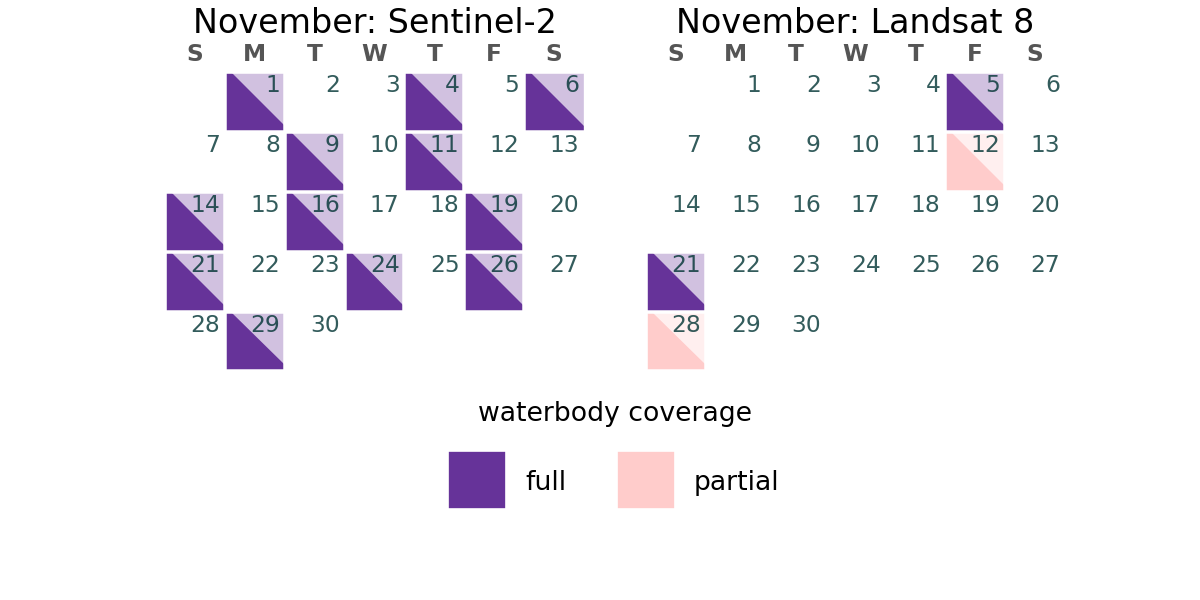 November: Sentinel-2
S M T W T F S
1 2 3 4 5 6
7 8 9 10 11 12 13
14 15 16 17 18 19 20
21 22 23 24 25 26 27
28 29 30
November: Landsat 8
S M T W T F S
1 2 3 4 5 6
7 8 9 10 11 12 13
14 15 16 17 18 19 20
21 22 23 24 25 26 27
28 29 30
waterbody coverage
full
partial